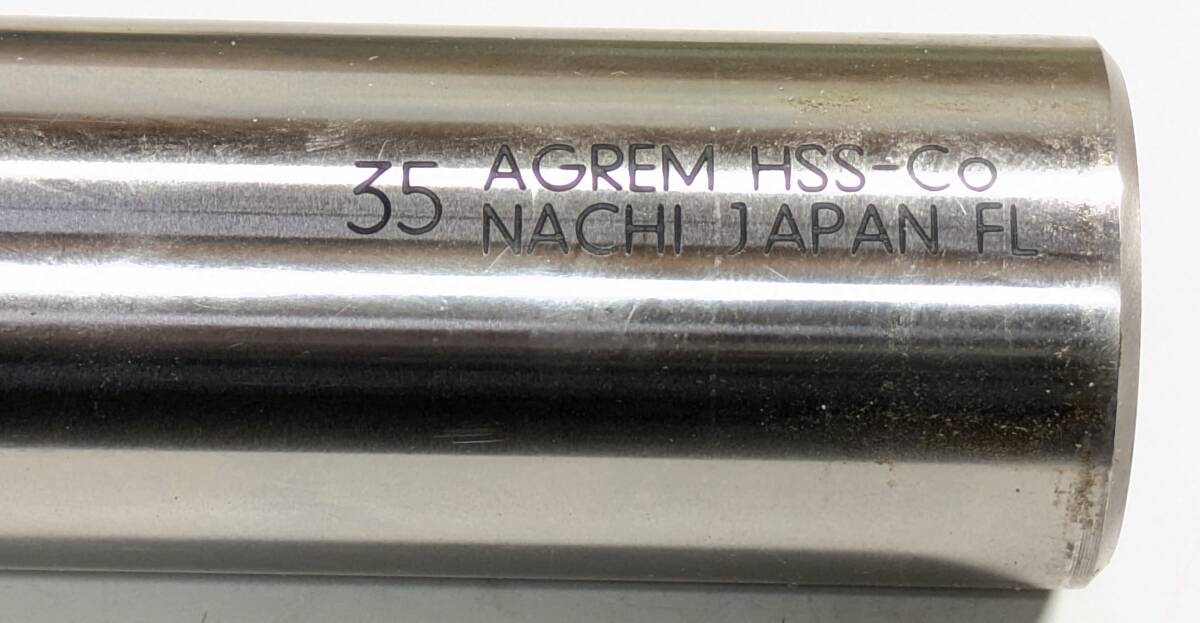 35
AGREM HSS-Co
NACHI JAPAN FL